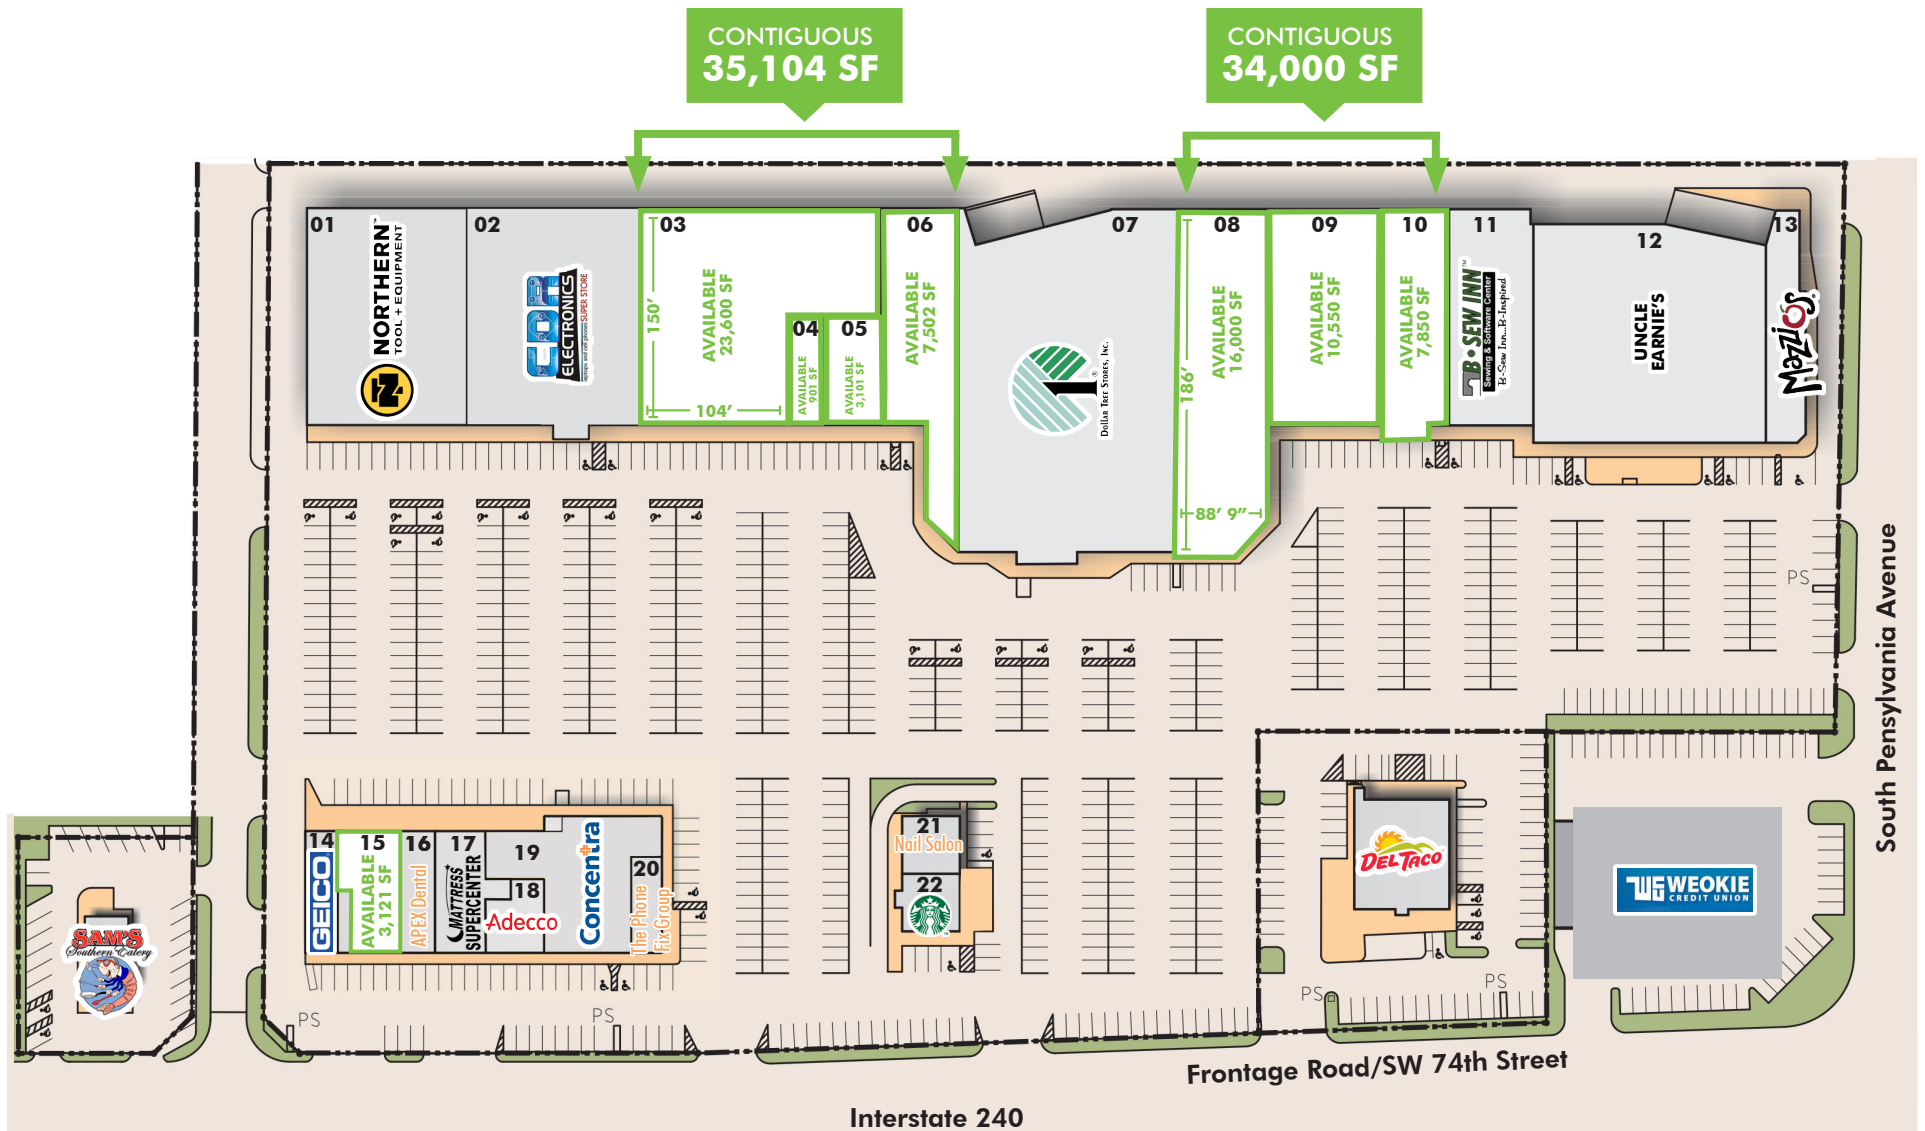 CONTIGUOUS
35,104 SF
CONTIGUOUS
34,000 SF
01
NORTHERN
TOOL + EQUIPMENT
N
02
ELECTRONICS
SUPER STORE
03
150'
AVAILABLE
23,600 SF
104'
04
AVAILABLE
901 SF
05
AVAILABLE
3,101 SF
06
AVAILABLE
7,502 SF
07
1
Dollar Tree Stores, Inc.
08
AVAILABLE
16,000 SF
186'
88' 9"
09
AVAILABLE
10,550 SF
10
AVAILABLE
7,850 SF
11
B•SEW INN™
Sewing & Software Center
B-Sew Inn...B-Inspired
12
UNCLE
EARNIE'S
13
Mazzio's
PS
South Pensylvania Avenue
14
GEICO
15
AVAILABLE
3,121 SF
16
APEX Dental
17
MATTRESS
SUPERCENTER
18
Adecco
19
Concentra
20
The Phone
Fix Group
21
Nail Salon
22
DEL TACO
WEOKIE
CREDIT UNION
SAM'S
Southern Eatery
PS
PS
PS
PS
Frontage Road/SW 74th Street
Interstate 240